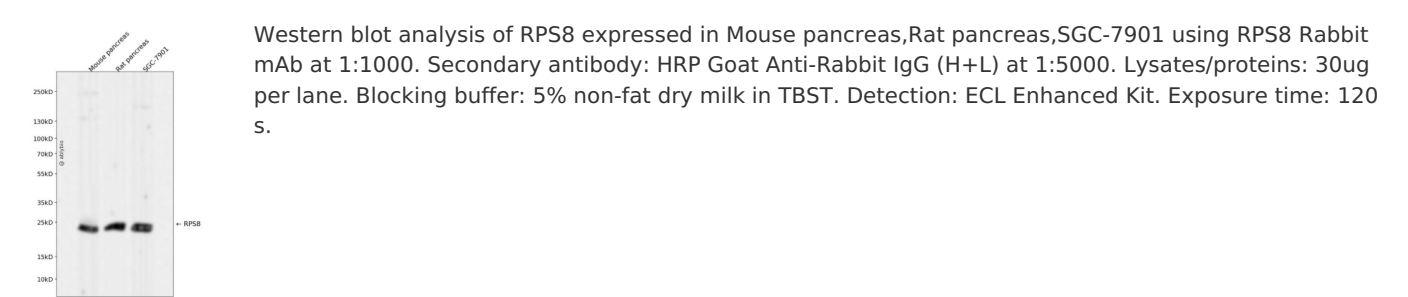 Western blot analysis of RPS8 expressed in Mouse pancreas,Rat pancreas,SGC-7901 using RPS8 Rabbit
mAb at 1:1000. Secondary antibody: HRP Goat Anti-Rabbit IgG (H+L) at 1:5000. Lysates/proteins: 30ug
per lane. Blocking buffer: 5% non-fat dry milk in TBST. Detection: ECL Enhanced Kit. Exposure time: 120
s.
Mouse pancreas
Rat pancreas
SGC-7901
250kD
130kD
100kD
70kD
55kD
35kD
25kD
← RPS8
15kD
10kD